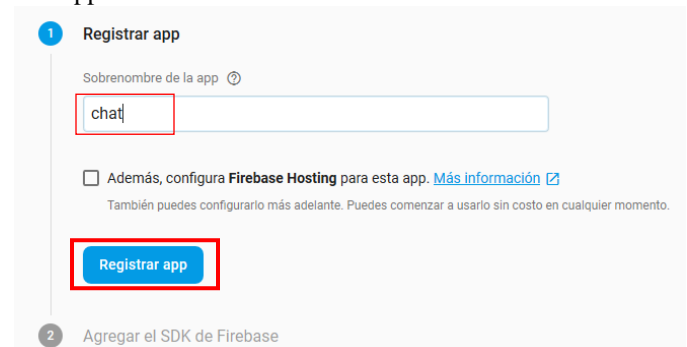 1 Registrar app
Sobrenombre de la app
chat
Además, configura Firebase Hosting para esta app. Más información
También puedes configurarlo más adelante. Puedes comenzar a usarlo sin costo en cualquier momento.
Registrar app
2 Agregar el SDK de Firebase